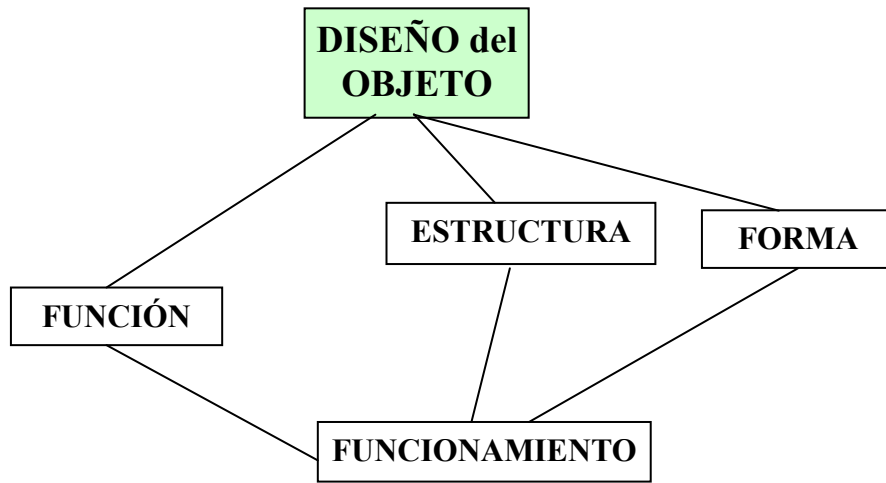 DISEÑO del
OBJETO
ESTRUCTURA
FORMA
FUNCIÓN
FUNCIONAMIENTO